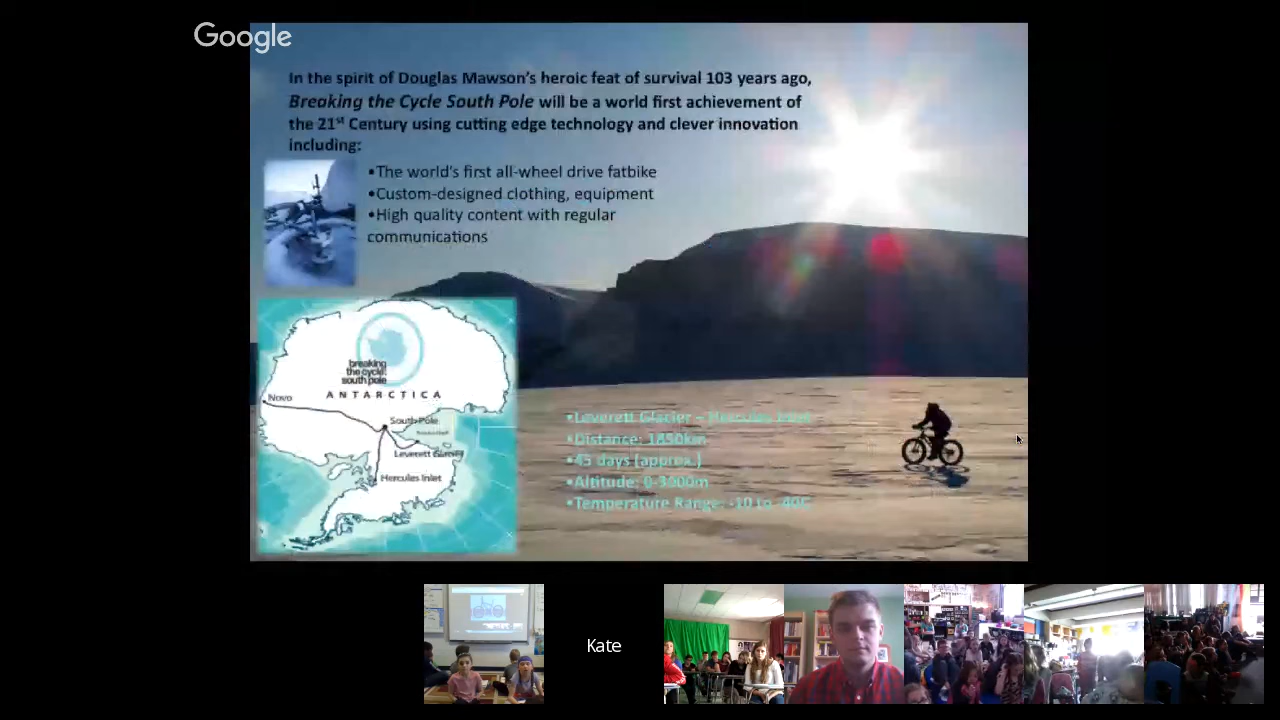 Google
In the spirit of Douglas Mawson's heroic feat of survival 103 years ago,
Breaking the Cycle South Pole will be a world first achievement of
the 21st Century using cutting edge technology and clever innovation
including:
•The world's first all-wheel drive fatbike
•Custom-designed clothing, equipment
•High quality content with regular
communications
breaking
the cycle
south pole
ANTARCTICA
Novo
South Pole
Leverett Glacier
Hercules Inlet
•Leverett Glacier – Hercules Inlet
•Distance: 1850km
•45 days (approx.)
•Altitude: 0-3000m
•Temperature Range: -10 to -40C
Kate